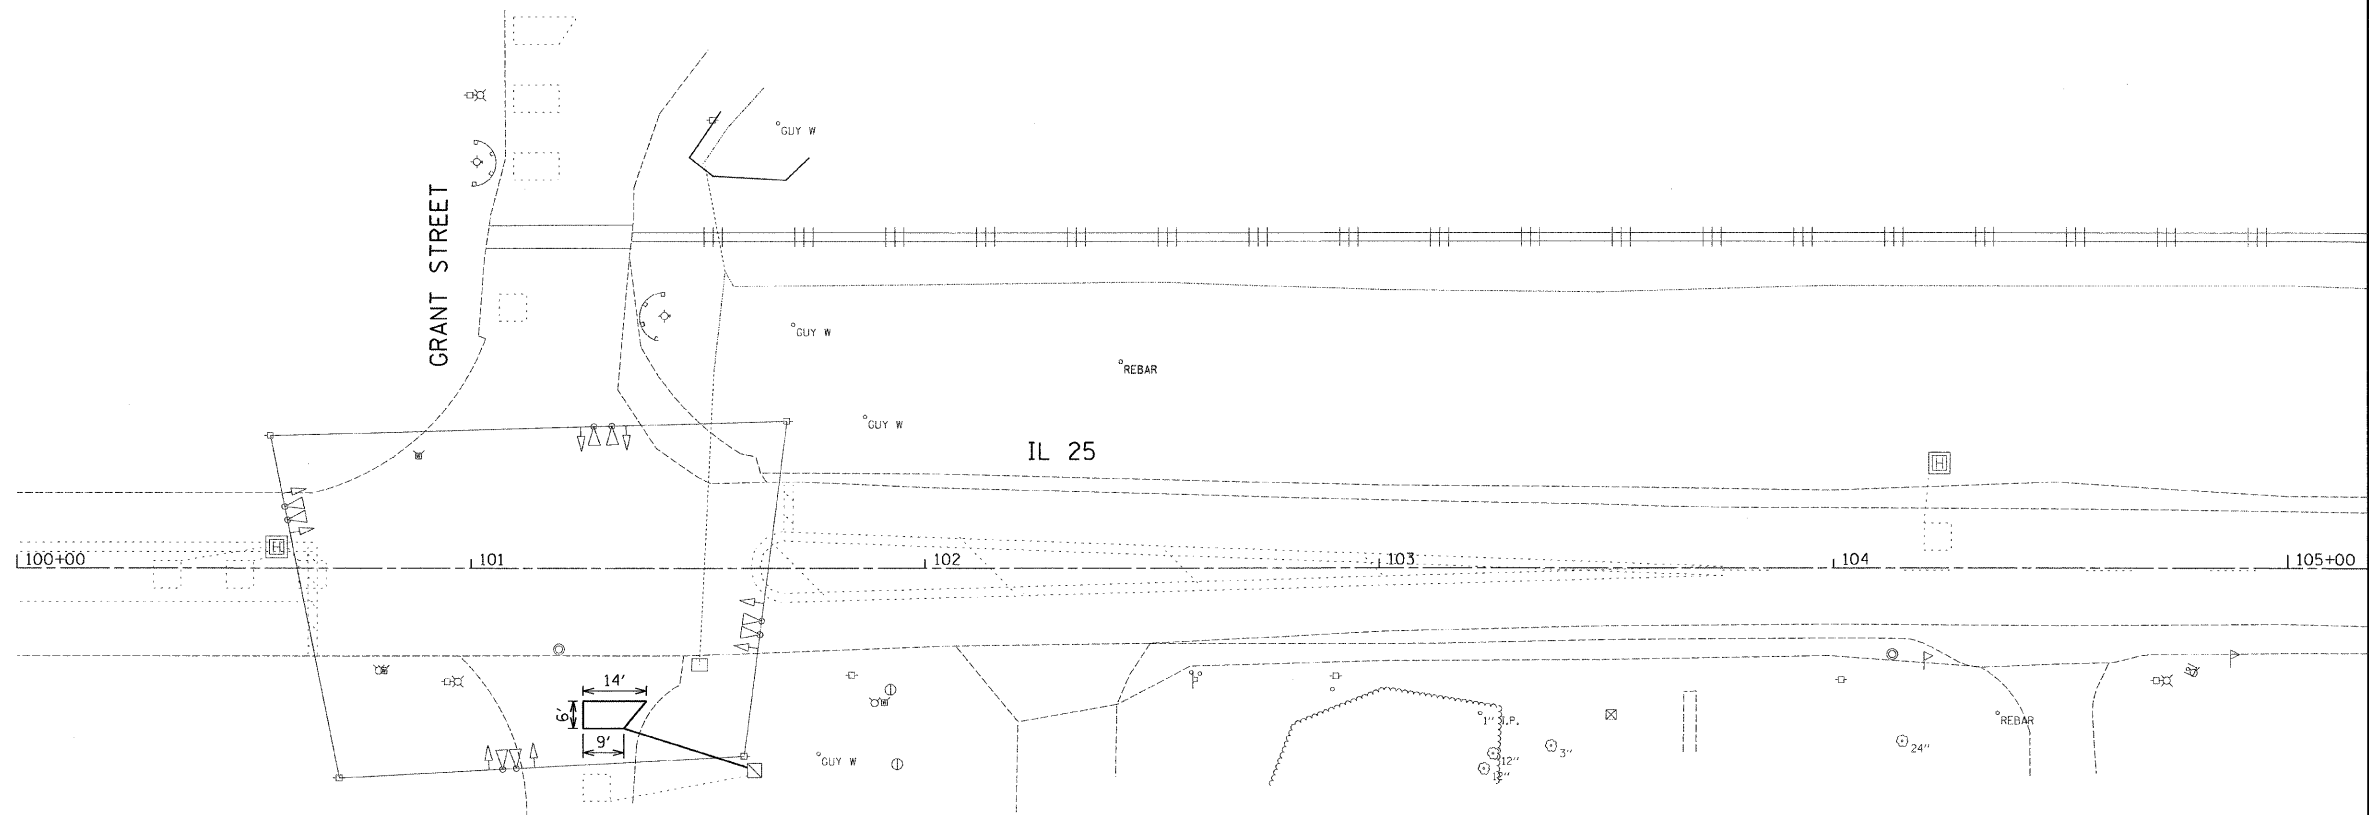 GUY W
GRANT STREET
GUY W
REBAR
GUY W
IL 25
H
H
100+00
101
102
103
104
105+00
14'
6'
9'
P
1" I.P.
REBAR
GUY W
12"
3"
24"
12"